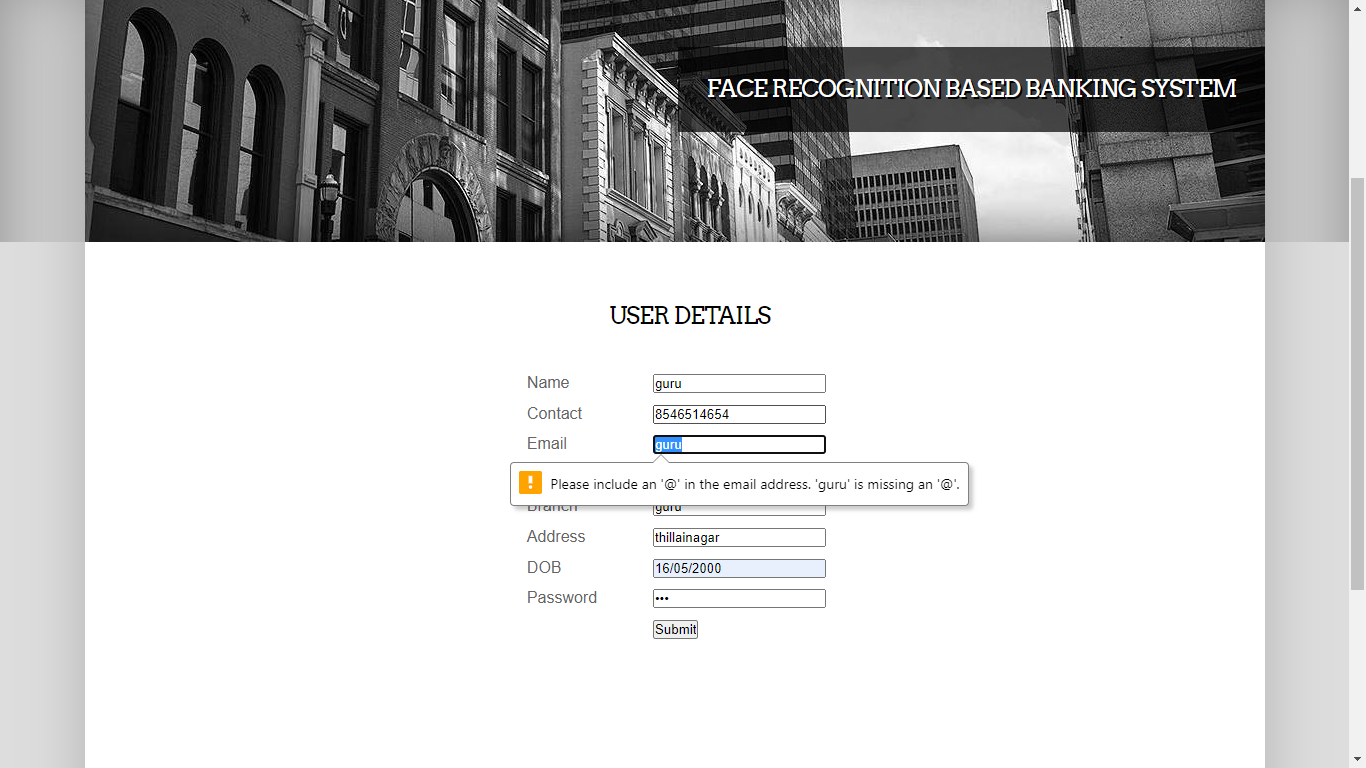 FACE RECOGNITION BASED BANKING SYSTEM
USER DETAILS
Name guru
Contact 8546514654
Email guru
Please include an '@' in the email address. 'guru' is missing an '@'.
Branch guru
Address thillainagar
DOB 16/05/2000
Password •••
Submit